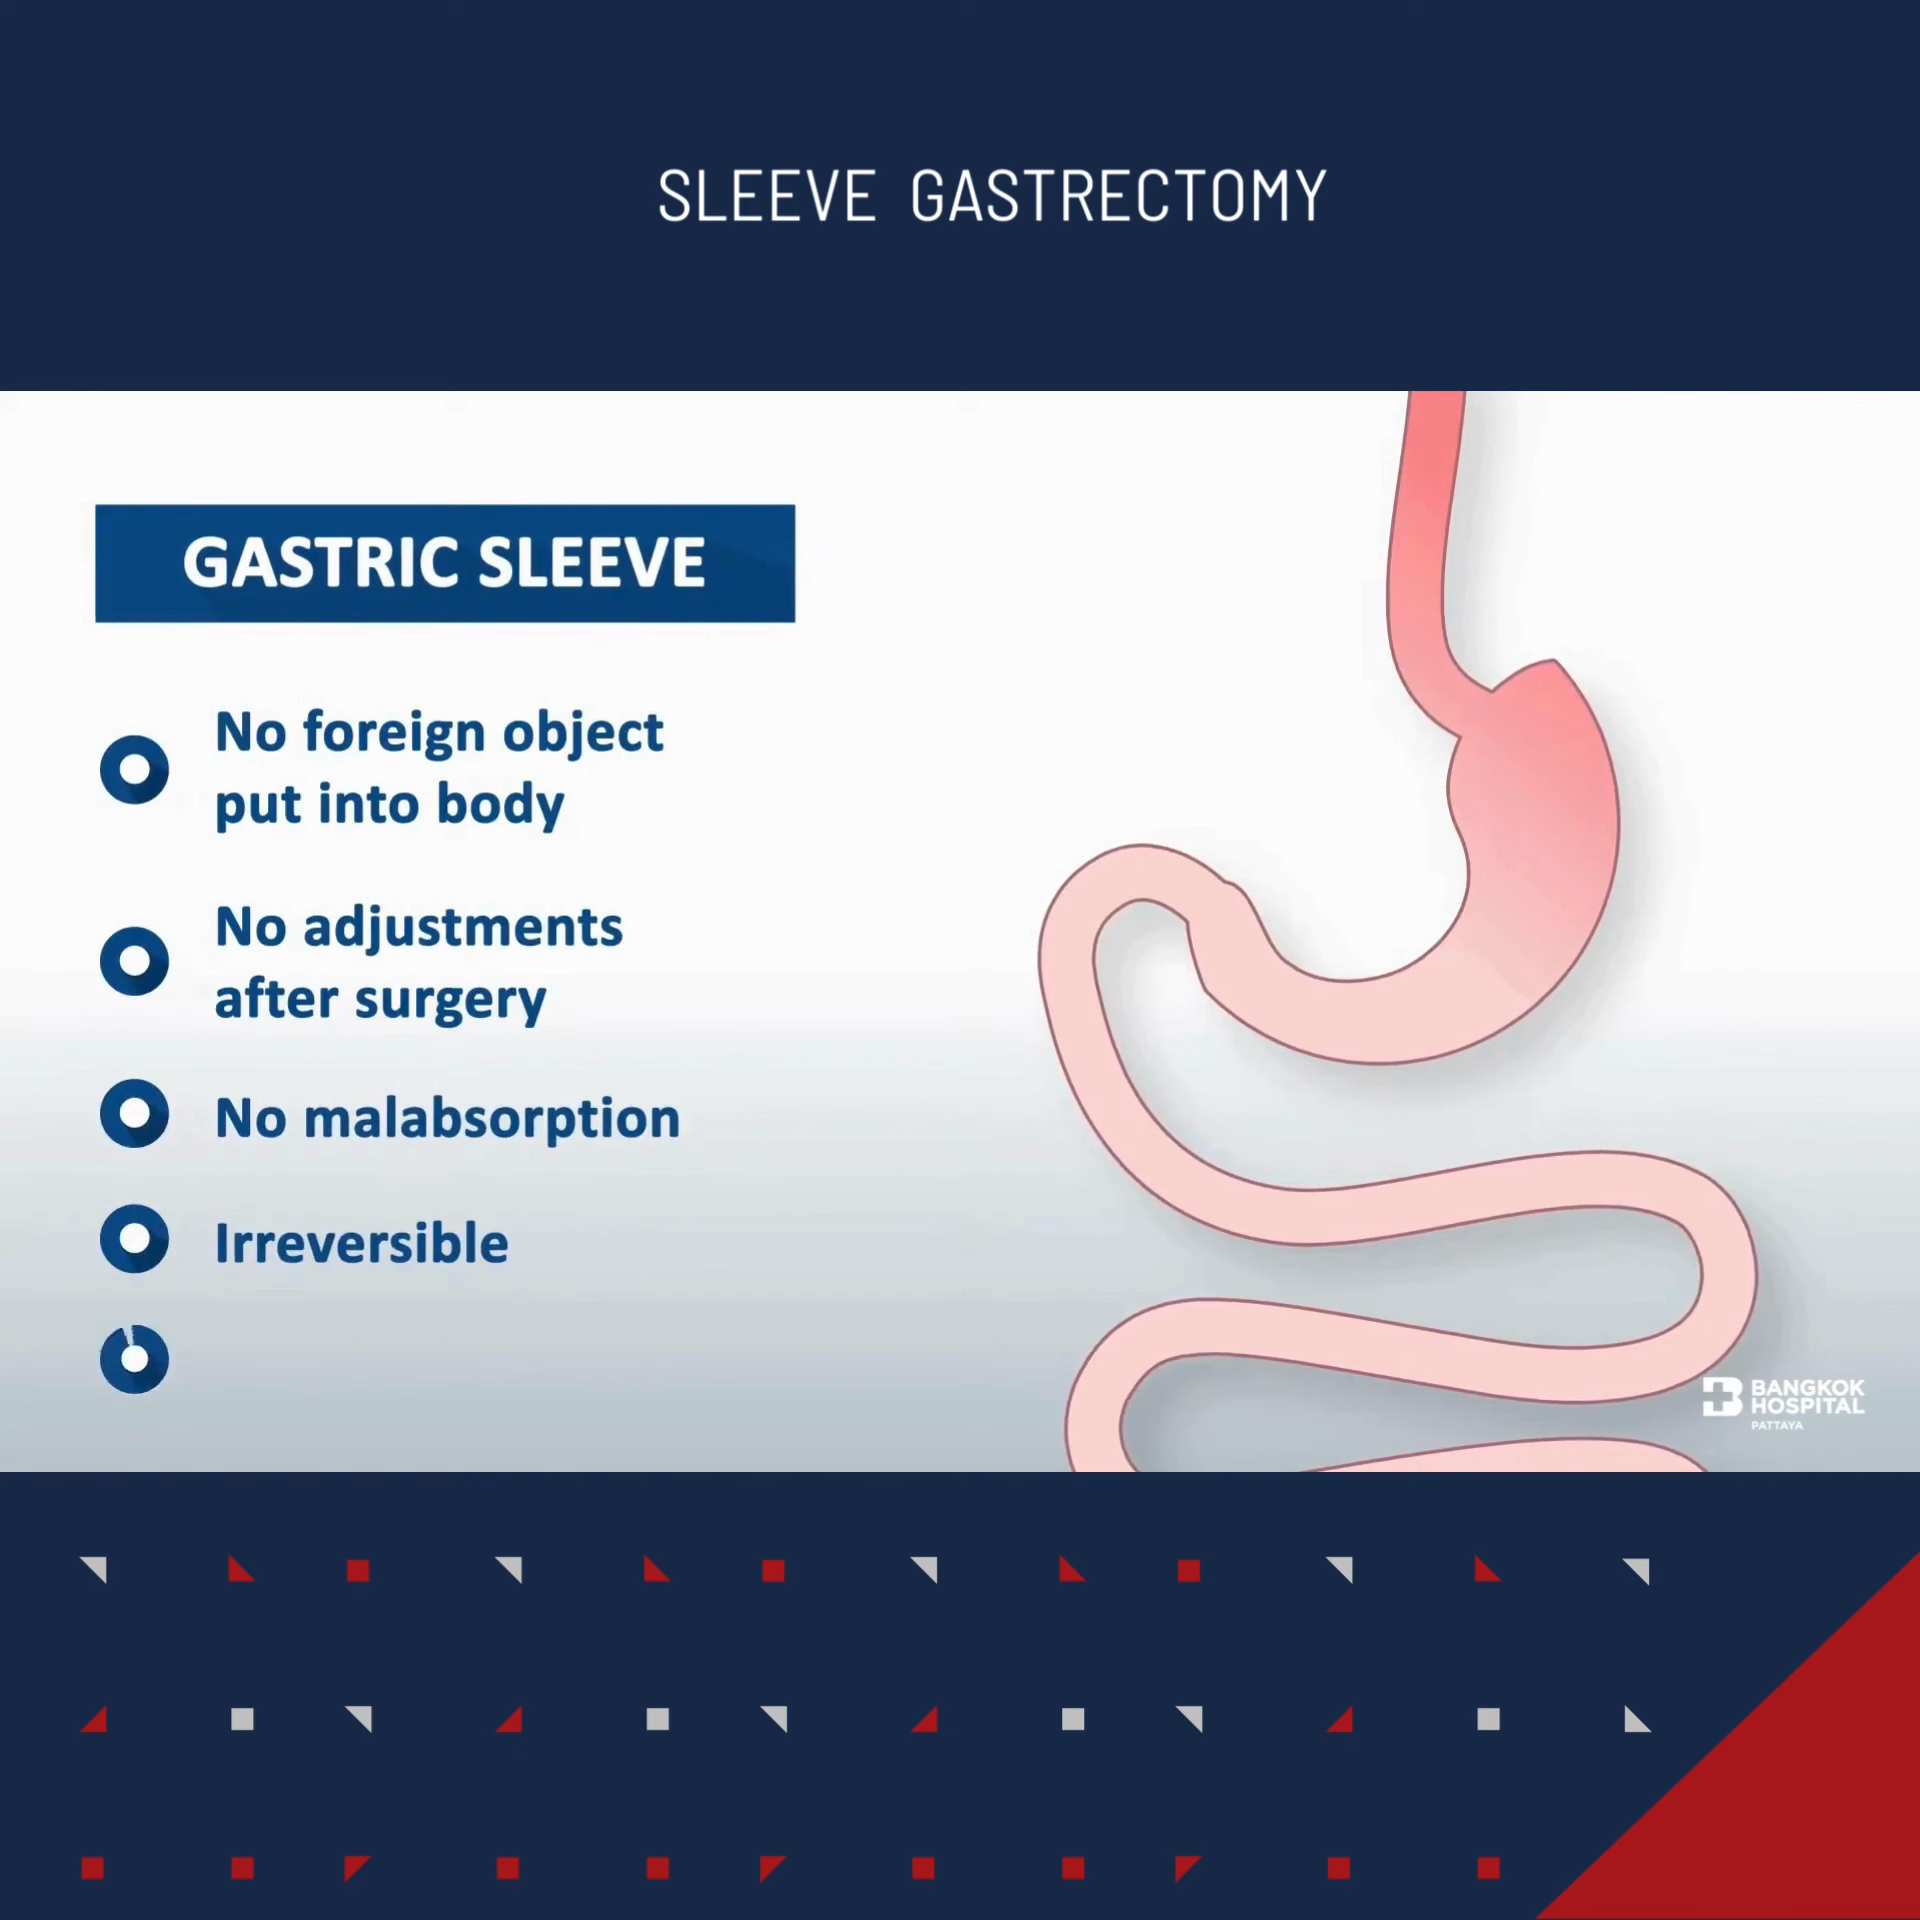 SLEEVE GASTRECTOMY
GASTRIC SLEEVE
No foreign object
put into body
No adjustments
after surgery
No malabsorption
Irreversible
BANGKOK
HOSPITAL
PATTAYA